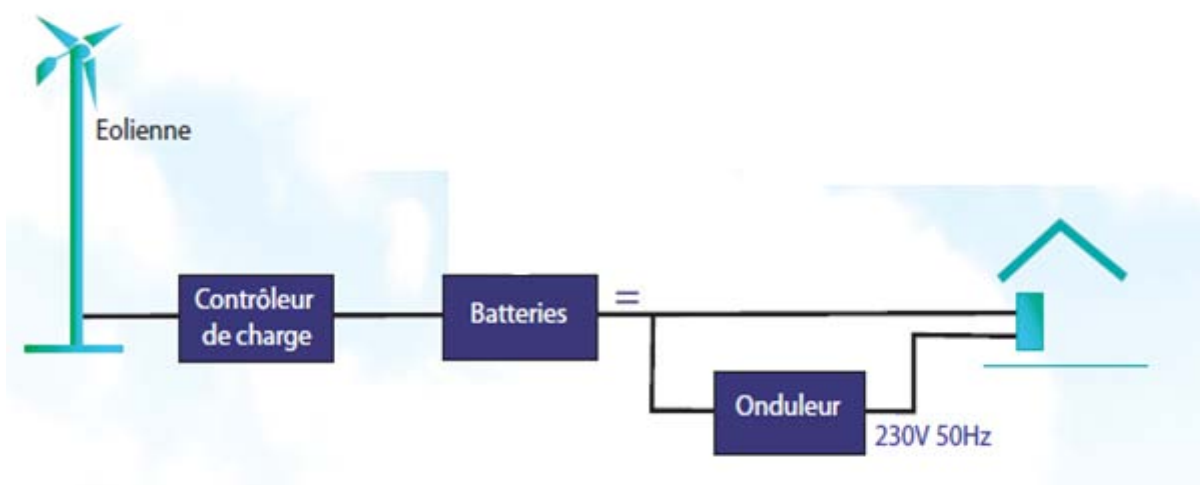 Eolienne
Contrôleur
de charge
Batteries
=
Onduleur
230V 50Hz